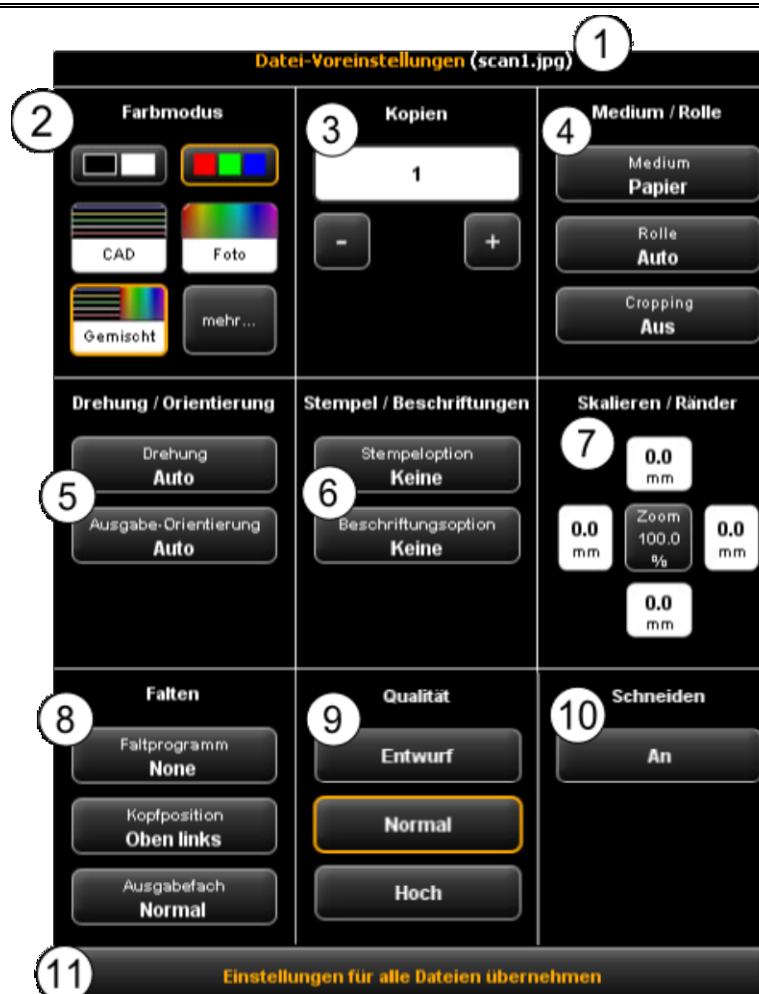 Datei-Voreinstellungen (scan1.jpg)
1
2
Farbmodus
CAD
Foto
Gemischt
mehr...
3
Kopien
1
-
+
4
Medium / Rolle
Medium
Papier
Rolle
Auto
Cropping
Aus
5
Drehung / Orientierung
Drehung
Auto
Ausgabe-Orientierung
Auto
6
Stempel / Beschriftungen
Stempeloption
Keine
Beschriftungsoption
Keine
7
Skalieren / Ränder
0.0
mm
0.0
mm
Zoom
100.0
%
0.0
mm
0.0
mm
8
Falten
Faltprogramm
None
Kopfposition
Oben links
Ausgabefach
Normal
9
Qualität
Entwurf
Normal
Hoch
10
Schneiden
An
11
Einstellungen für alle Dateien übernehmen